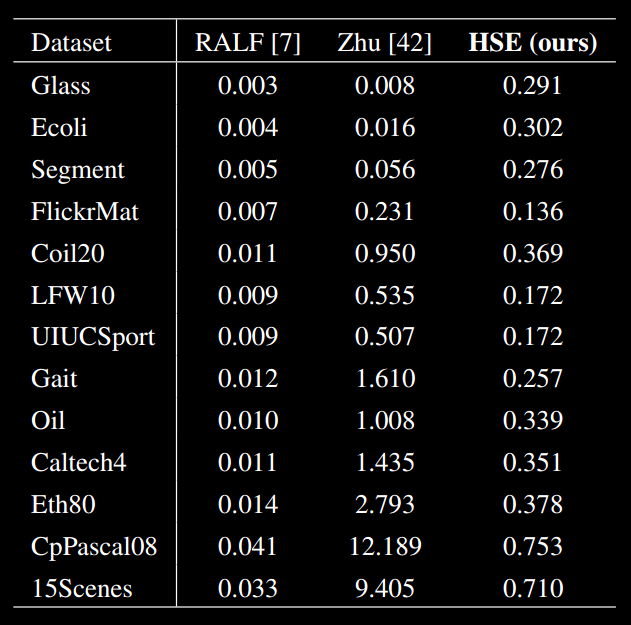 Dataset RALF [7] Zhu [42] HSE (ours)
Glass 0.003 0.008 0.291
Ecoli 0.004 0.016 0.302
Segment 0.005 0.056 0.276
FlickrMat 0.007 0.231 0.136
Coil20 0.011 0.950 0.369
LFW10 0.009 0.535 0.172
UIUCSport 0.009 0.507 0.172
Gait 0.012 1.610 0.257
Oil 0.010 1.008 0.339
Caltech4 0.011 1.435 0.351
Eth80 0.014 2.793 0.378
CpPascal08 0.041 12.189 0.753
15Scenes 0.033 9.405 0.710